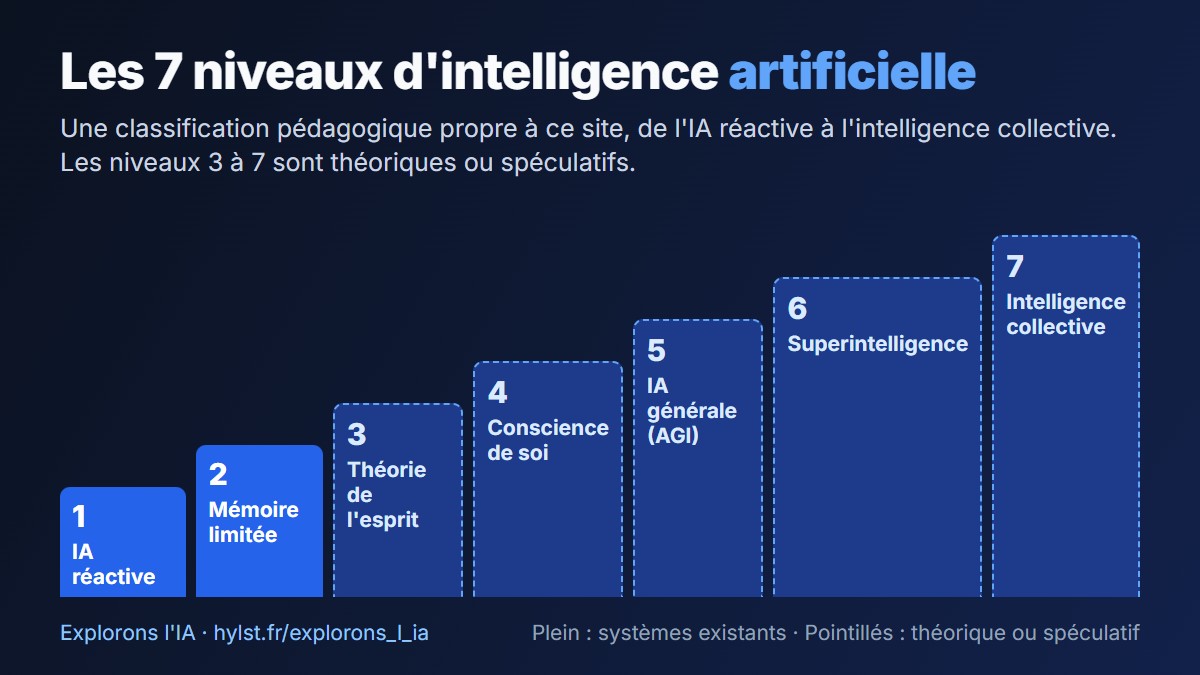 Les 7 niveaux d'intelligence artificielle
Une classification pédagogique propre à ce site, de l'IA réactive à l'intelligence collective.
Les niveaux 3 à 7 sont théoriques ou spéculatifs.
1
IA
réactive
2
Mémoire
limitée
3
Théorie
de
l'esprit
4
Conscience
de soi
5
IA
générale
(AGI)
6
Superintelligence
7
Intelligence
collective
Explorons l'IA · hylst.fr/explorons_l_ia
Plein : systèmes existants · Pointillés : théorique ou spéculatif